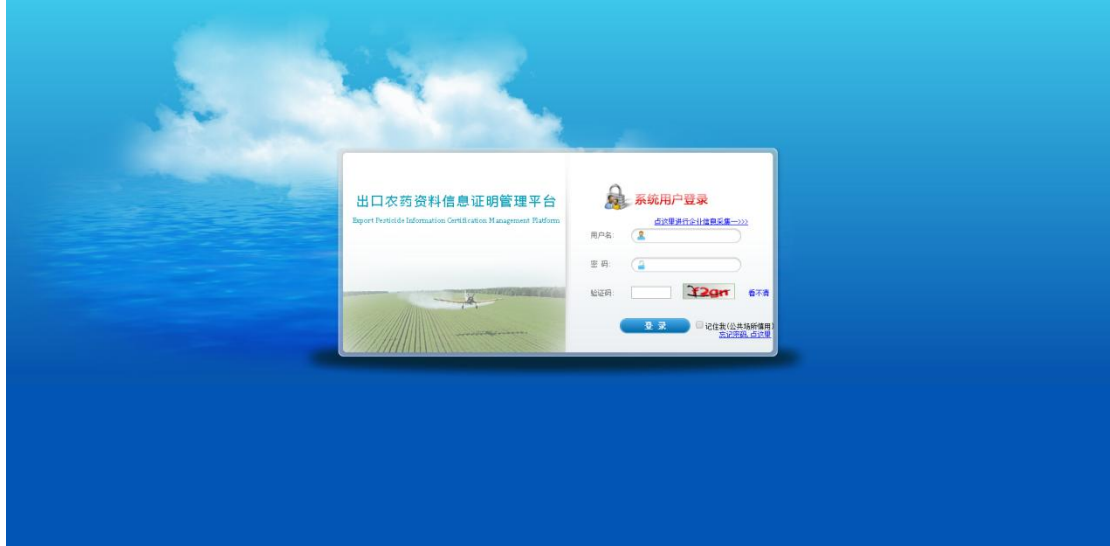 出口农药资料信息证明管理平台
Export Pesticide Information Certification Management Platform
系统用户登录
点这里进行企业信息采集—>>>
用户名:
密 码:
验证码:
看不清
登 录
记住我(公共场所慎用)
忘记密码,点这里